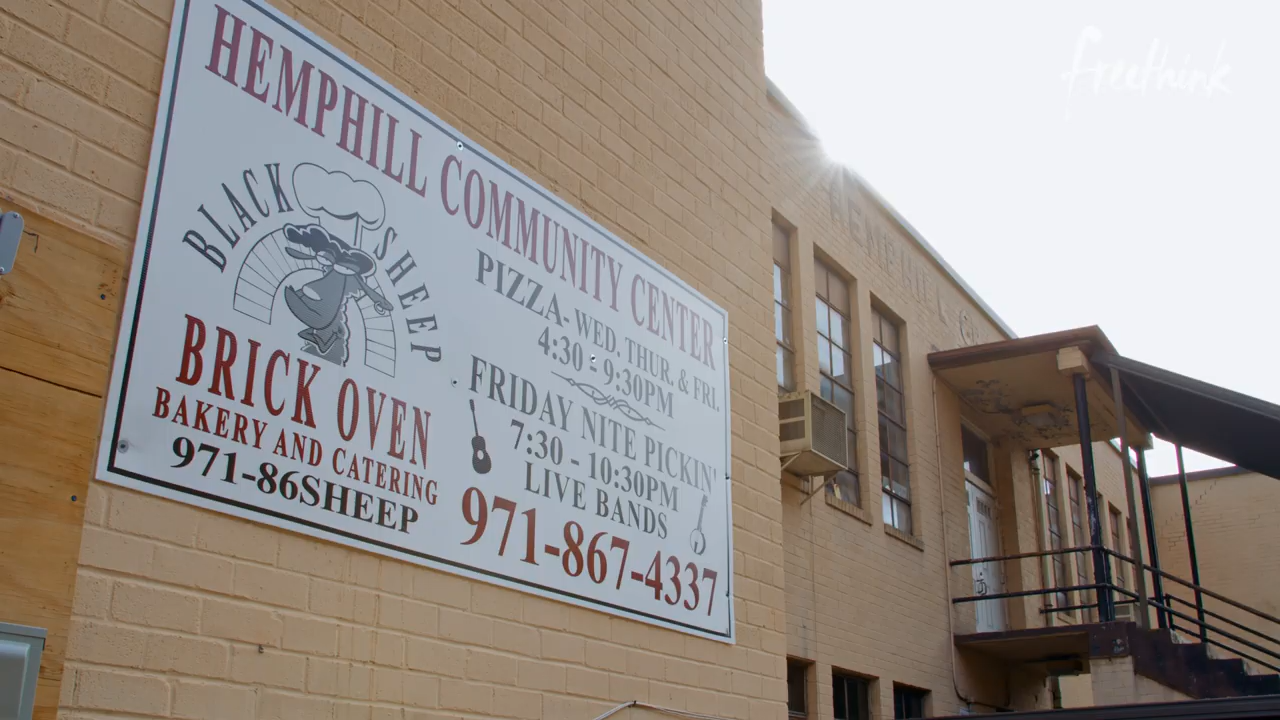 freethink
HEMPHILL COMMUNITY CENTER
BLACK SHEEP
BRICK OVEN
BAKERY AND CATERING
971-86SHEEP
PIZZA- WED. THUR. & FRI.
4:30 - 9:30PM
FRIDAY NITE PICKIN'
7:30 - 10:30PM
LIVE BANDS
971-867-4337
HEMPHILL